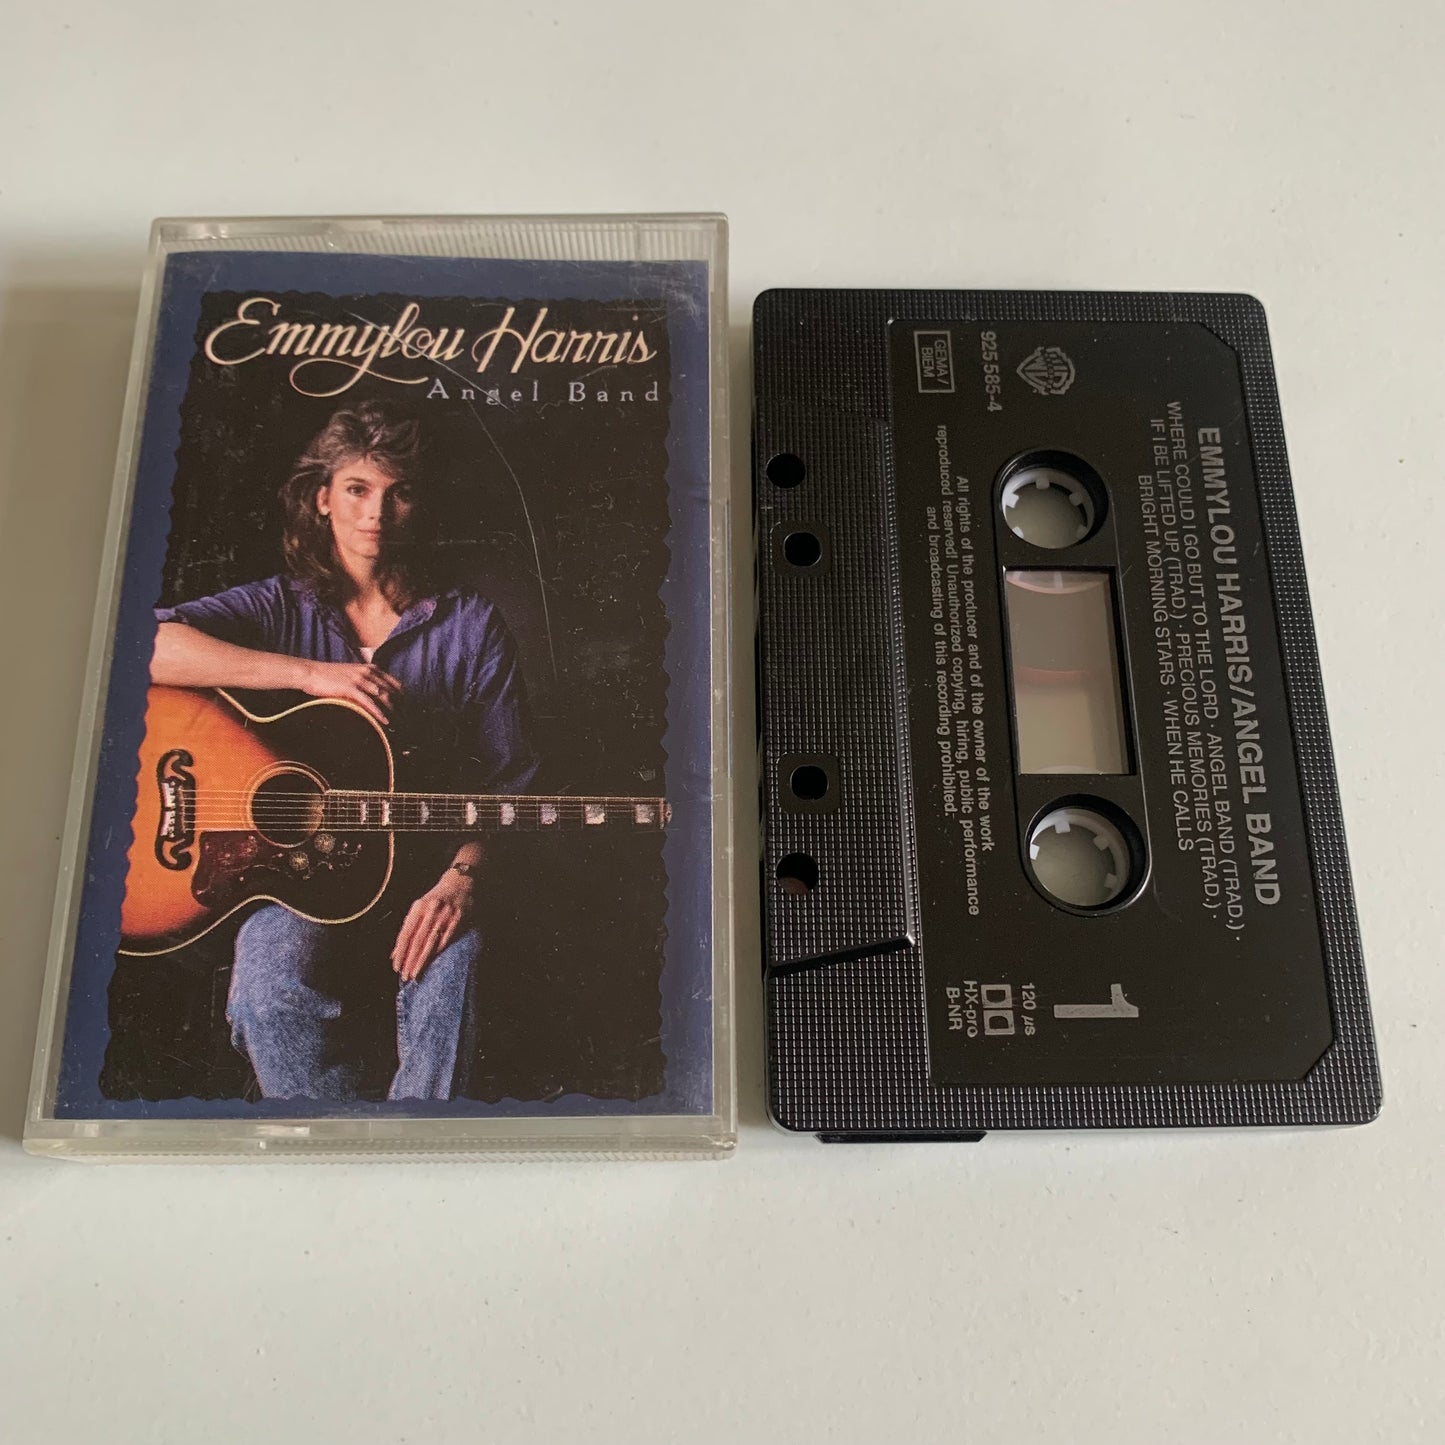 Emmylou Harris
Angel Band
EMMYLOU HARRIS/ANGEL BAND
WHERE COULD I GO BUT TO THE LORD · ANGEL BAND (TRAD.) ·
IF I BE LIFTED UP (TRAD.) · PRECIOUS MEMORIES (TRAD.) ·
BRIGHT MORNING STARS · WHEN HE CALLS
925 585-4
GEMA/
BIEM
1
120 µs
HX-pro
B-NR
All rights of the producer and of the owner of the work
reproduced reserved! Unauthorized copying, hiring, public performance
and broadcasting of this recording prohibited.